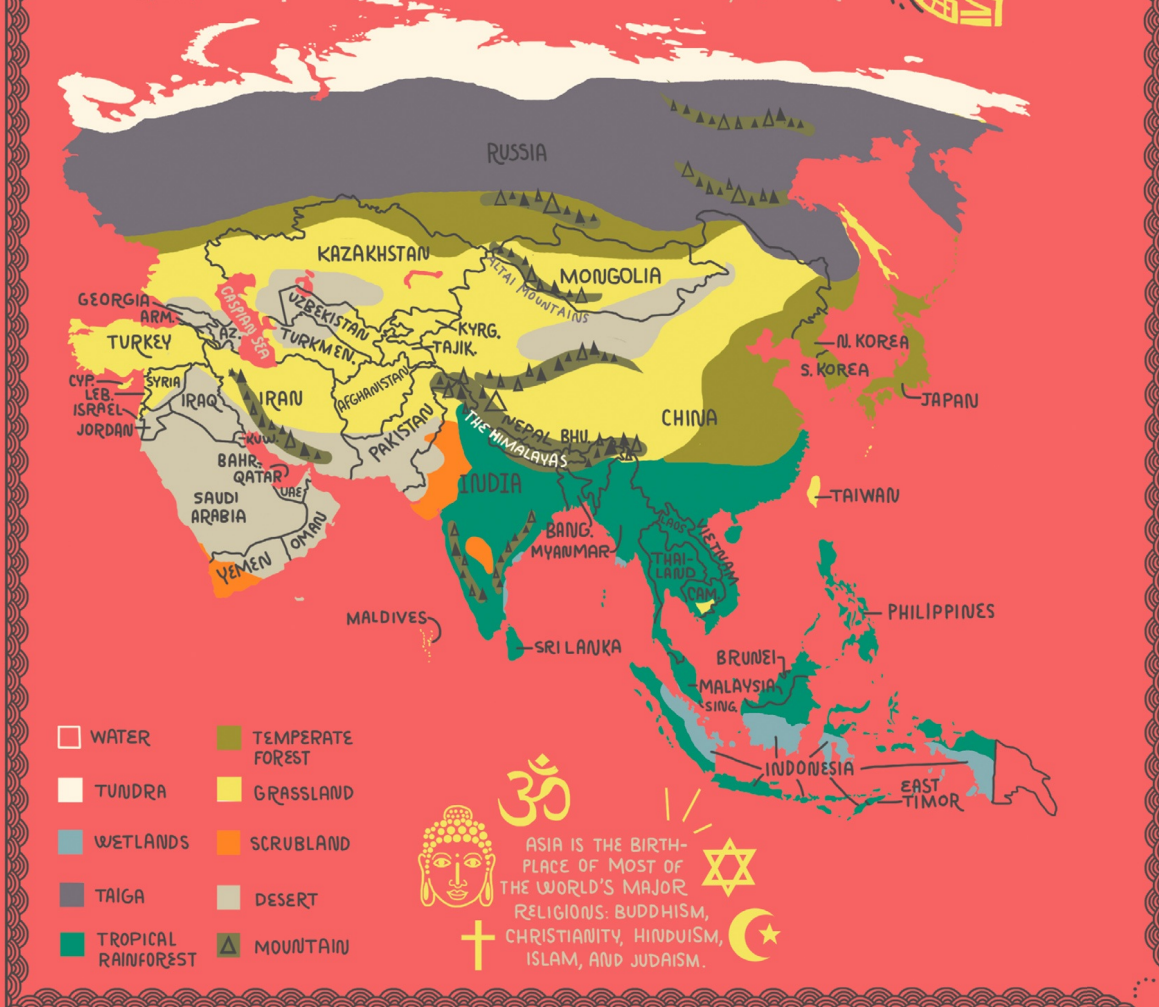 RUSSIA
KAZAKHSTAN
MONGOLIA
ALTAI MOUNTAINS
GEORGIA
ARM.
AZ.
CASPIAN SEA
UZBEKISTAN
TURKMEN.
KYRG.
TAJIK.
TURKEY
N. KOREA
S. KOREA
JAPAN
CYP.
LEB.
ISRAEL
JORDAN
SYRIA
IRAQ
IRAN
AFGHANISTAN
PAKISTAN
CHINA
KUW.
BAHR.
QATAR
UAE
SAUDI
ARABIA
OMAN
YEMEN
THE HIMALAYAS
NEPAL
BHU.
INDIA
BANG.
MYANMAR
LAOS
VIETNAM
THAI-
LAND
CAM.
TAIWAN
PHILIPPINES
MALDIVES
SRI LANKA
BRUNEI
MALAYSIA
SING.
INDONESIA
EAST
TIMOR
WATER
TUNDRA
WETLANDS
TAIGA
TROPICAL
RAINFOREST
TEMPERATE
FOREST
GRASSLAND
SCRUBLAND
DESERT
MOUNTAIN
ॐ
ASIA IS THE BIRTH-
PLACE OF MOST OF
THE WORLD'S MAJOR
RELIGIONS: BUDDHISM,
CHRISTIANITY, HINDUISM,
ISLAM, AND JUDAISM.